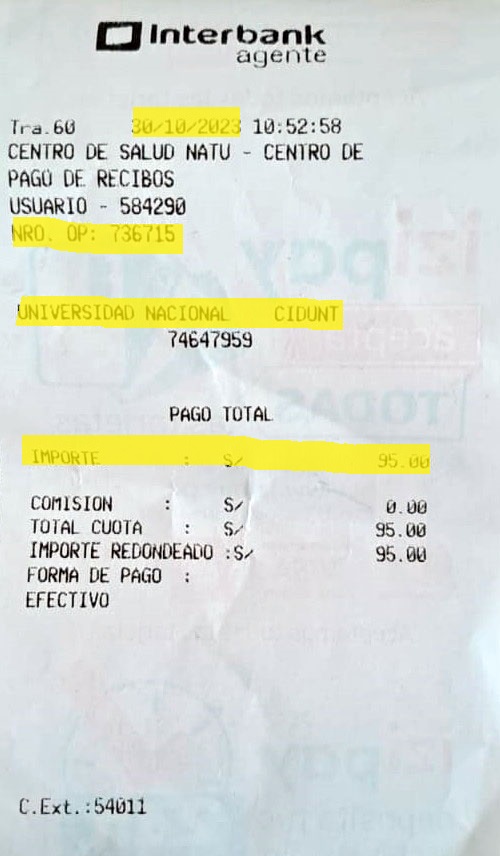 Interbank
agente
Tra.60 30/10/2023 10:52:58
CENTRO DE SALUD NATU - CENTRO DE
PAGO DE RECIBOS
USUARIO - 584290
NRO. OP: 736715
UNIVERSIDAD NACIONAL CIDUNT
74647959
PAGO TOTAL
IMPORTE : S/ 95.00
COMISION : S/ 0.00
TOTAL CUOTA : S/ 95.00
IMPORTE REDONDEADO :S/ 95.00
FORMA DE PAGO :
EFECTIVO
C.Ext.:54011